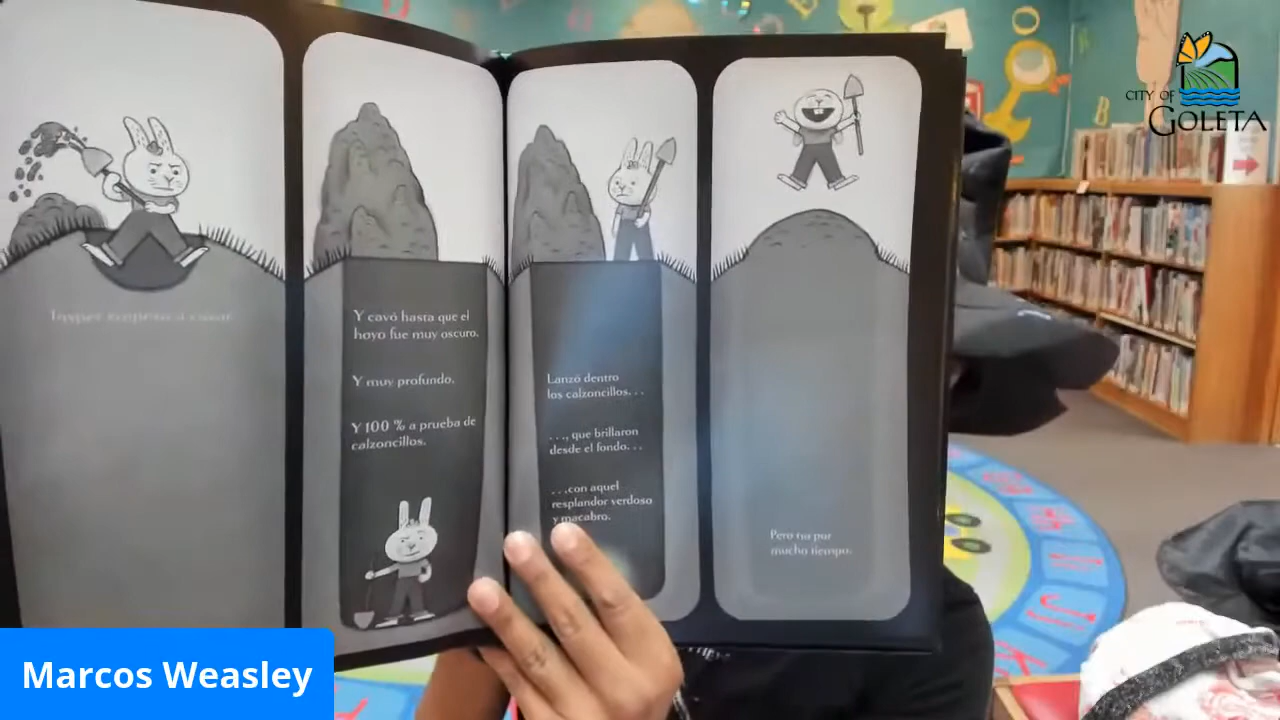 CITY OF
GOLETA
Y cavó hasta que el
hoyo fue muy oscuro.
Y muy profundo.
Y 100 % a prueba de
calzoncillos.
Lanzó dentro
los calzoncillos. . .
. . ., que brillaron
desde el fondo. . .
. . .con aquel
resplandor verdoso
y macabro.
Pero no por
mucho tiempo.
Marcos Weasley